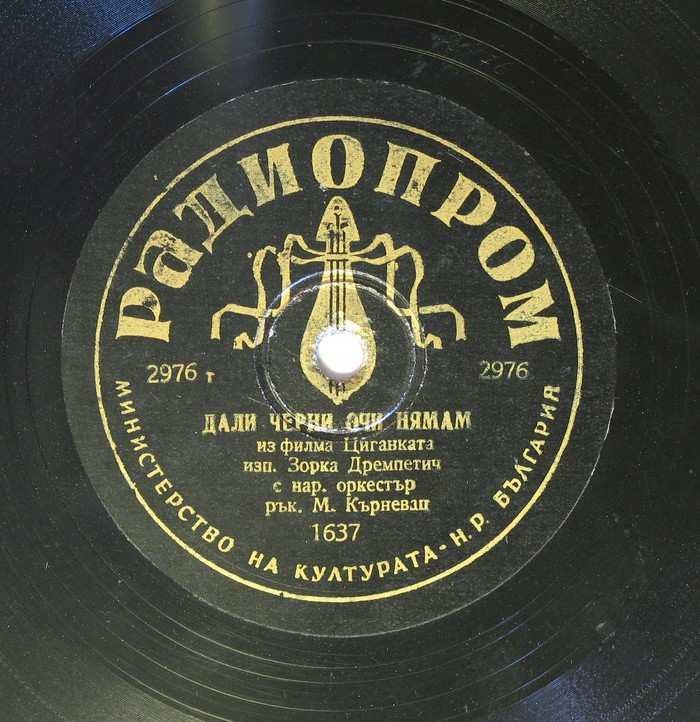 РАДИОПРОМ
2976 г 2976
ДАЛИ ЧЕРНИ ОЧИ НЯМАМ
из филма Циганката
изп. Зорка Дремпетич
с нар. оркестър
рък. М. Кърневац
1637
МИНИСТЕРСТВО НА КУЛТУРАТА - Н. Р. БЪЛГАРИЯ